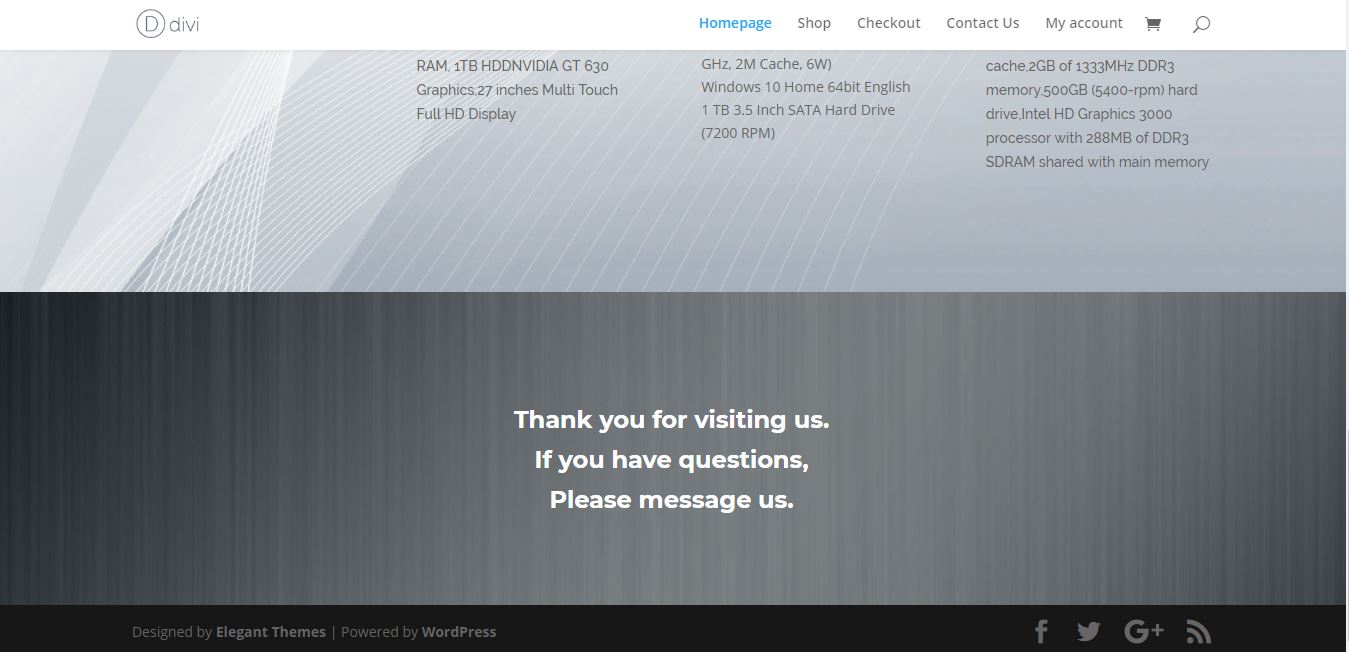 D divi
Homepage Shop Checkout Contact Us My account
RAM, 1TB HDDNVIDIA GT 630
Graphics,27 inches Multi Touch
Full HD Display
GHz, 2M Cache, 6W)
Windows 10 Home 64bit English
1 TB 3.5 Inch SATA Hard Drive
(7200 RPM)
cache,2GB of 1333MHz DDR3
memory,500GB (5400-rpm) hard
drive,Intel HD Graphics 3000
processor with 288MB of DDR3
SDRAM shared with main memory
Thank you for visiting us.
If you have questions,
Please message us.
Designed by Elegant Themes | Powered by WordPress